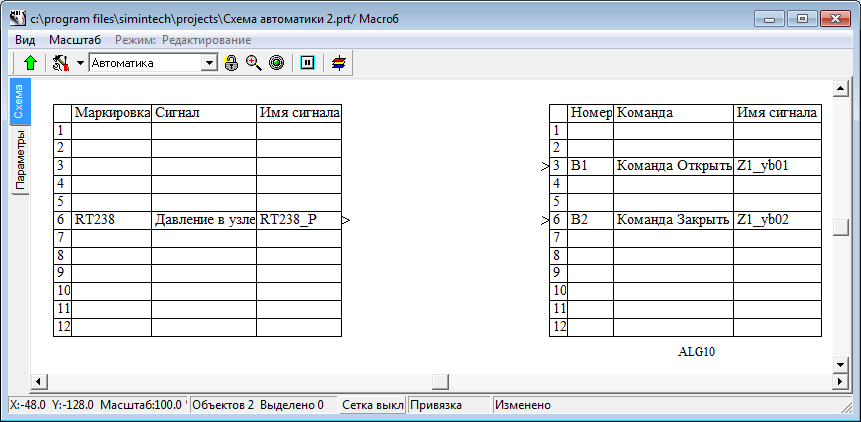 c:\program files\simintech\projects\Схема автоматики 2.prt/ Macro6
Вид Масштаб Режим: Редактирование
Автоматика
Схема
Параметры
Маркировка Сигнал Имя сигнала
1
2
3
4
5
6 RT238 Давление в узле RT238_P
7
8
9
10
11
12
Номер Команда Имя сигнала
1
2
3 B1 Команда Открыть Z1_yb01
4
5
6 B2 Команда Закрыть Z1_yb02
7
8
9
10
11
12
ALG10
X:-48.0 Y:-128.0 Масштаб:100.0 Объектов 2 Выделено 0 Сетка выкл Привязка Изменено